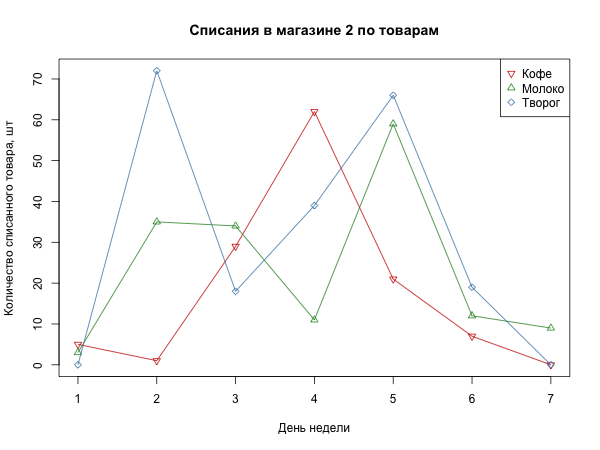 Списания в магазине 2 по товарам
Количество списанного товара, шт
70
60
50
40
30
20
10
0
Кофе
Молоко
Творог
1 2 3 4 5 6 7
День недели